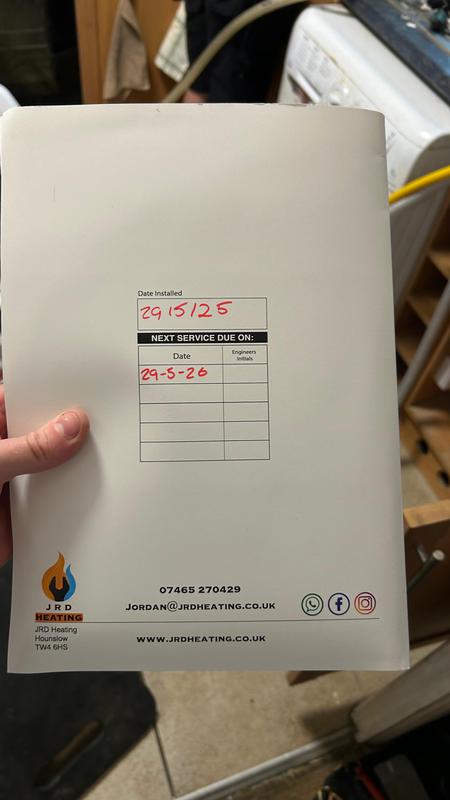 Date Installed
29/5/25
NEXT SERVICE DUE ON:
Date
Engineers
Initials
29-5-26
JRD
HEATING
JRD Heating
Hounslow
TW4 6HS
07465 270429
JORDAN@JRDHEATING.CO.UK
WWW.JRDHEATING.CO.UK